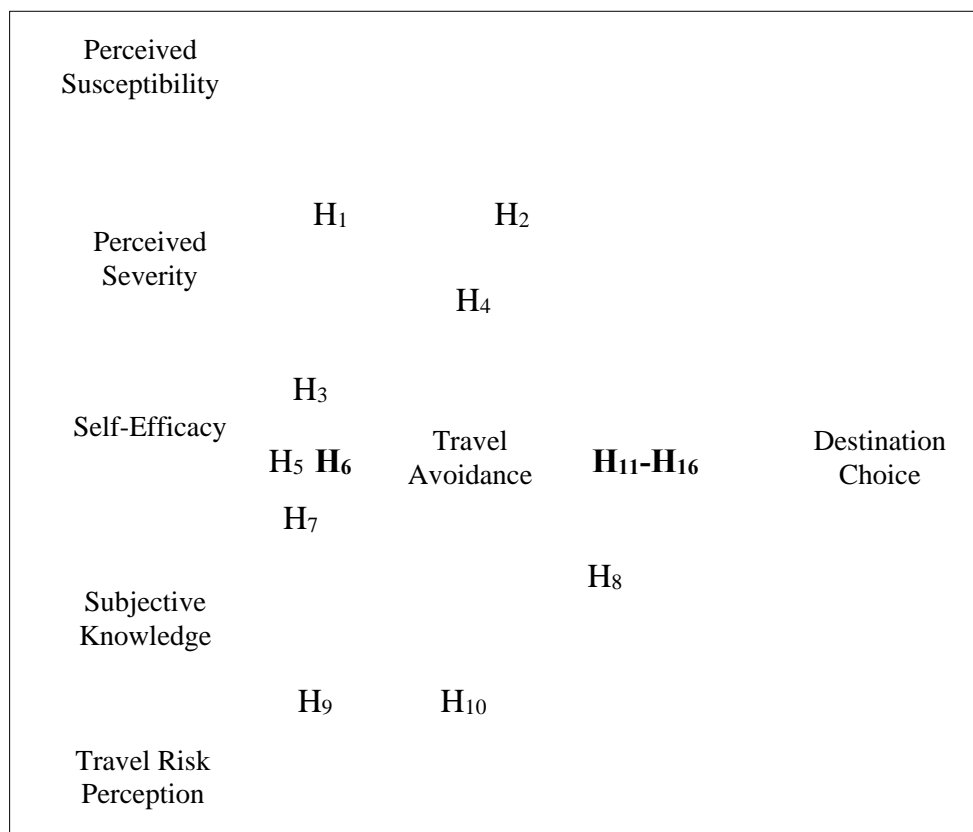 Perceived
Susceptibility
H₁ H₂
Perceived
Severity
H₄
H₃
Self-Efficacy
Travel
Avoidance
Destination
Choice
H₅ H₆
H₁₁-H₁₆
H₇
H₈
Subjective
Knowledge
H₉ H₁₀
Travel Risk
Perception